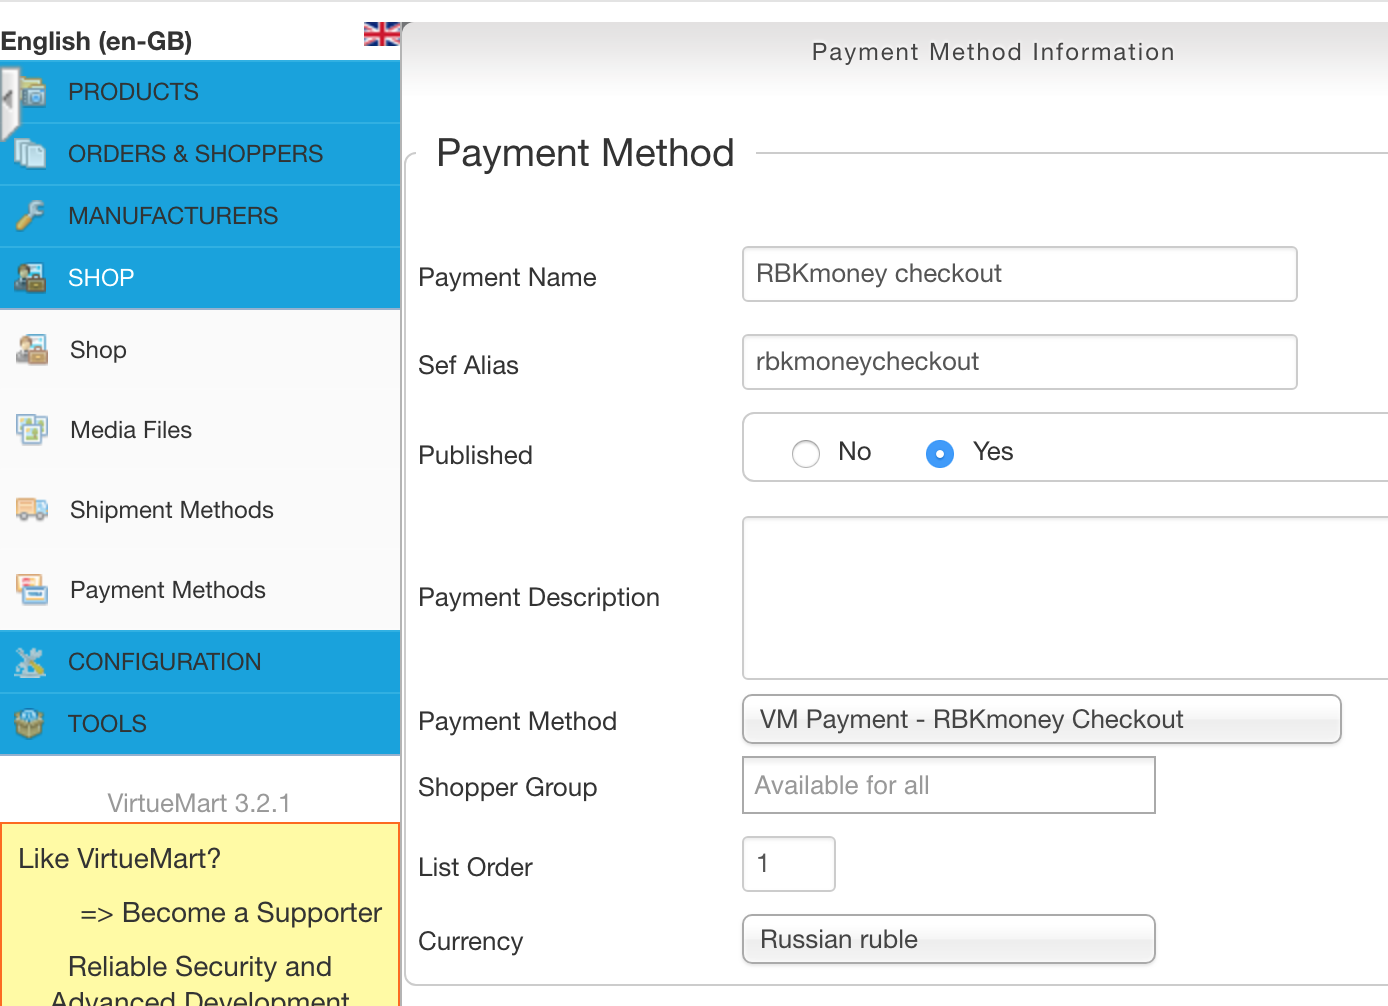 English (en-GB)
PRODUCTS
ORDERS & SHOPPERS
MANUFACTURERS
SHOP
Shop
Media Files
Shipment Methods
Payment Methods
CONFIGURATION
TOOLS
VirtueMart 3.2.1
Like VirtueMart?
=> Become a Supporter
Reliable Security and
Advanced Development
Payment Method Information
Payment Method
Payment Name RBKmoney checkout
Sef Alias rbkmoneycheckout
Published No Yes
Payment Description
Payment Method VM Payment - RBKmoney Checkout
Shopper Group Available for all
List Order 1
Currency Russian ruble